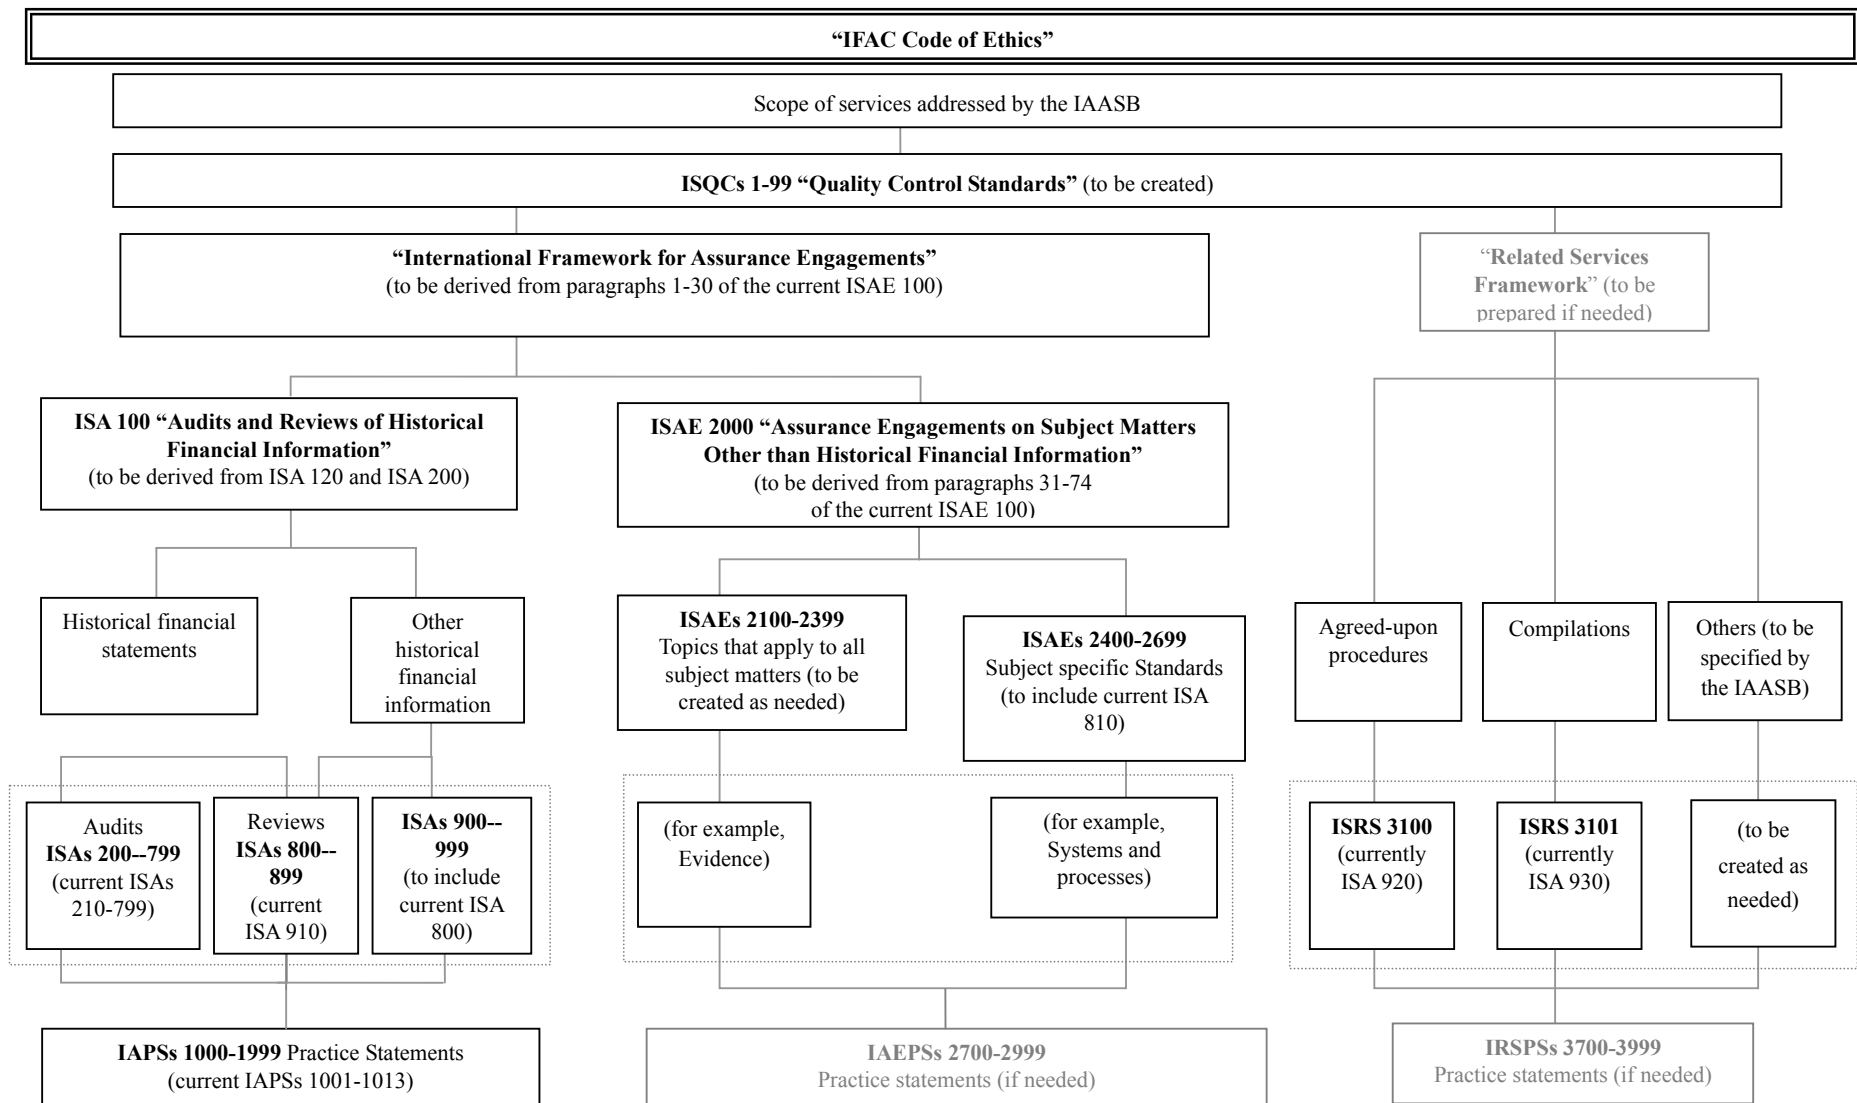 “IFAC Code of Ethics”
Scope of services addressed by the IAASB
ISQCs 1-99 “Quality Control Standards” (to be created)
“International Framework for Assurance Engagements”
(to be derived from paragraphs 1-30 of the current ISAE 100)
“Related Services
Framework” (to be
prepared if needed)
ISA 100 “Audits and Reviews of Historical
Financial Information”
(to be derived from ISA 120 and ISA 200)
ISAE 2000 “Assurance Engagements on Subject Matters
Other than Historical Financial Information”
(to be derived from paragraphs 31-74
of the current ISAE 100)
Historical financial
statements
Other
historical
financial
information
ISAEs 2100-2399
Topics that apply to all
subject matters (to be
created as needed)
ISAEs 2400-2699
Subject specific Standards
(to include current ISA
810)
Agreed-upon
procedures
Compilations
Others (to be
specified by
the IAASB)
Audits
ISAs 200--799
(current ISAs
210-799)
Reviews
ISAs 800--
899
(current
ISA 910)
ISAs 900--
999
(to include
current ISA
800)
(for example,
Evidence)
(for example,
Systems and
processes)
ISRS 3100
(currently
ISA 920)
ISRS 3101
(currently
ISA 930)
(to be
created as
needed)
IAPSs 1000-1999 Practice Statements
(current IAPSs 1001-1013)
IAEPSs 2700-2999
Practice statements (if needed)
IRSPSs 3700-3999
Practice statements (if needed)